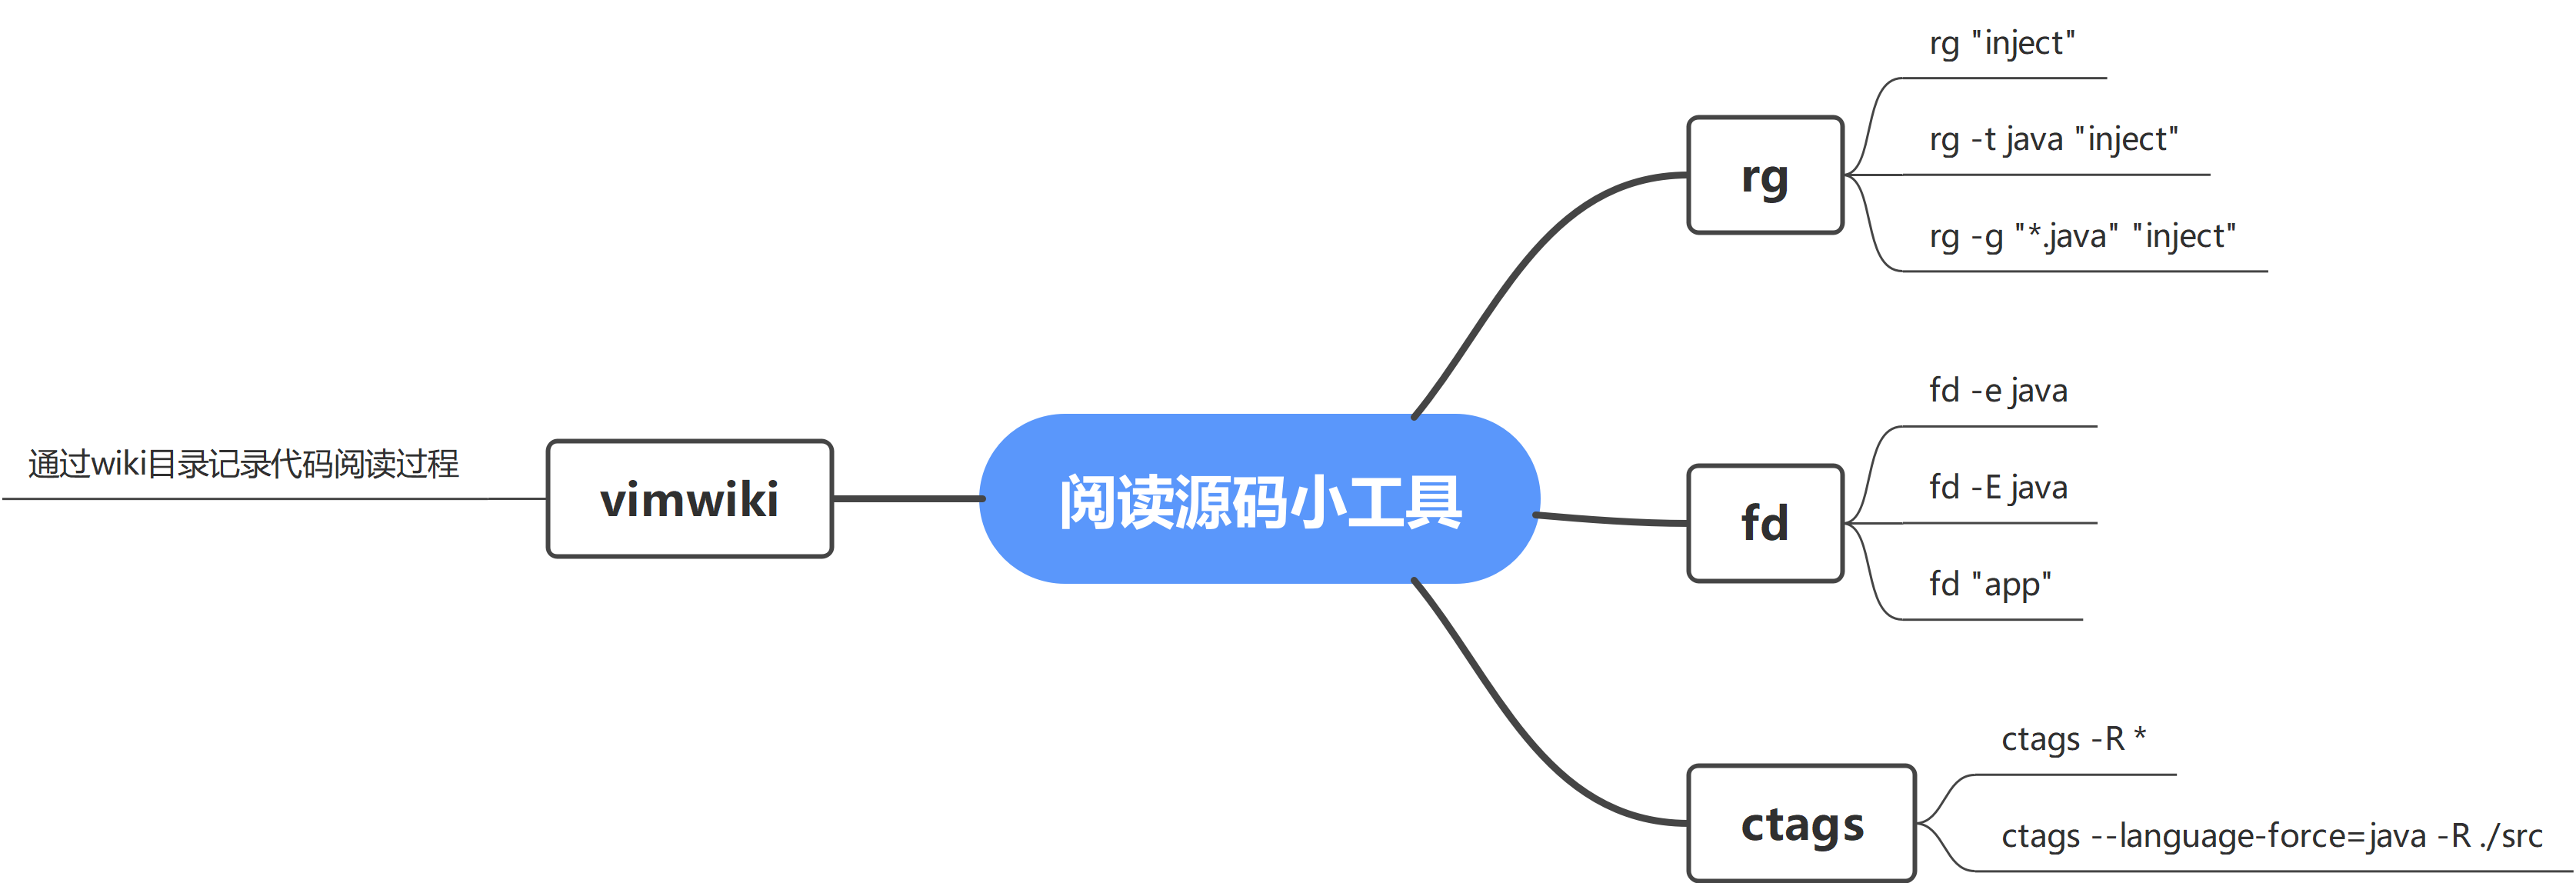 阅读源码小工具
rg
rg "inject"
rg -t java "inject"
rg -g "*.java" "inject"
fd
fd -e java
fd -E java
fd "app"
ctags
ctags -R *
ctags --language-force=java -R ./src
vimwiki
通过wiki目录记录代码阅读过程